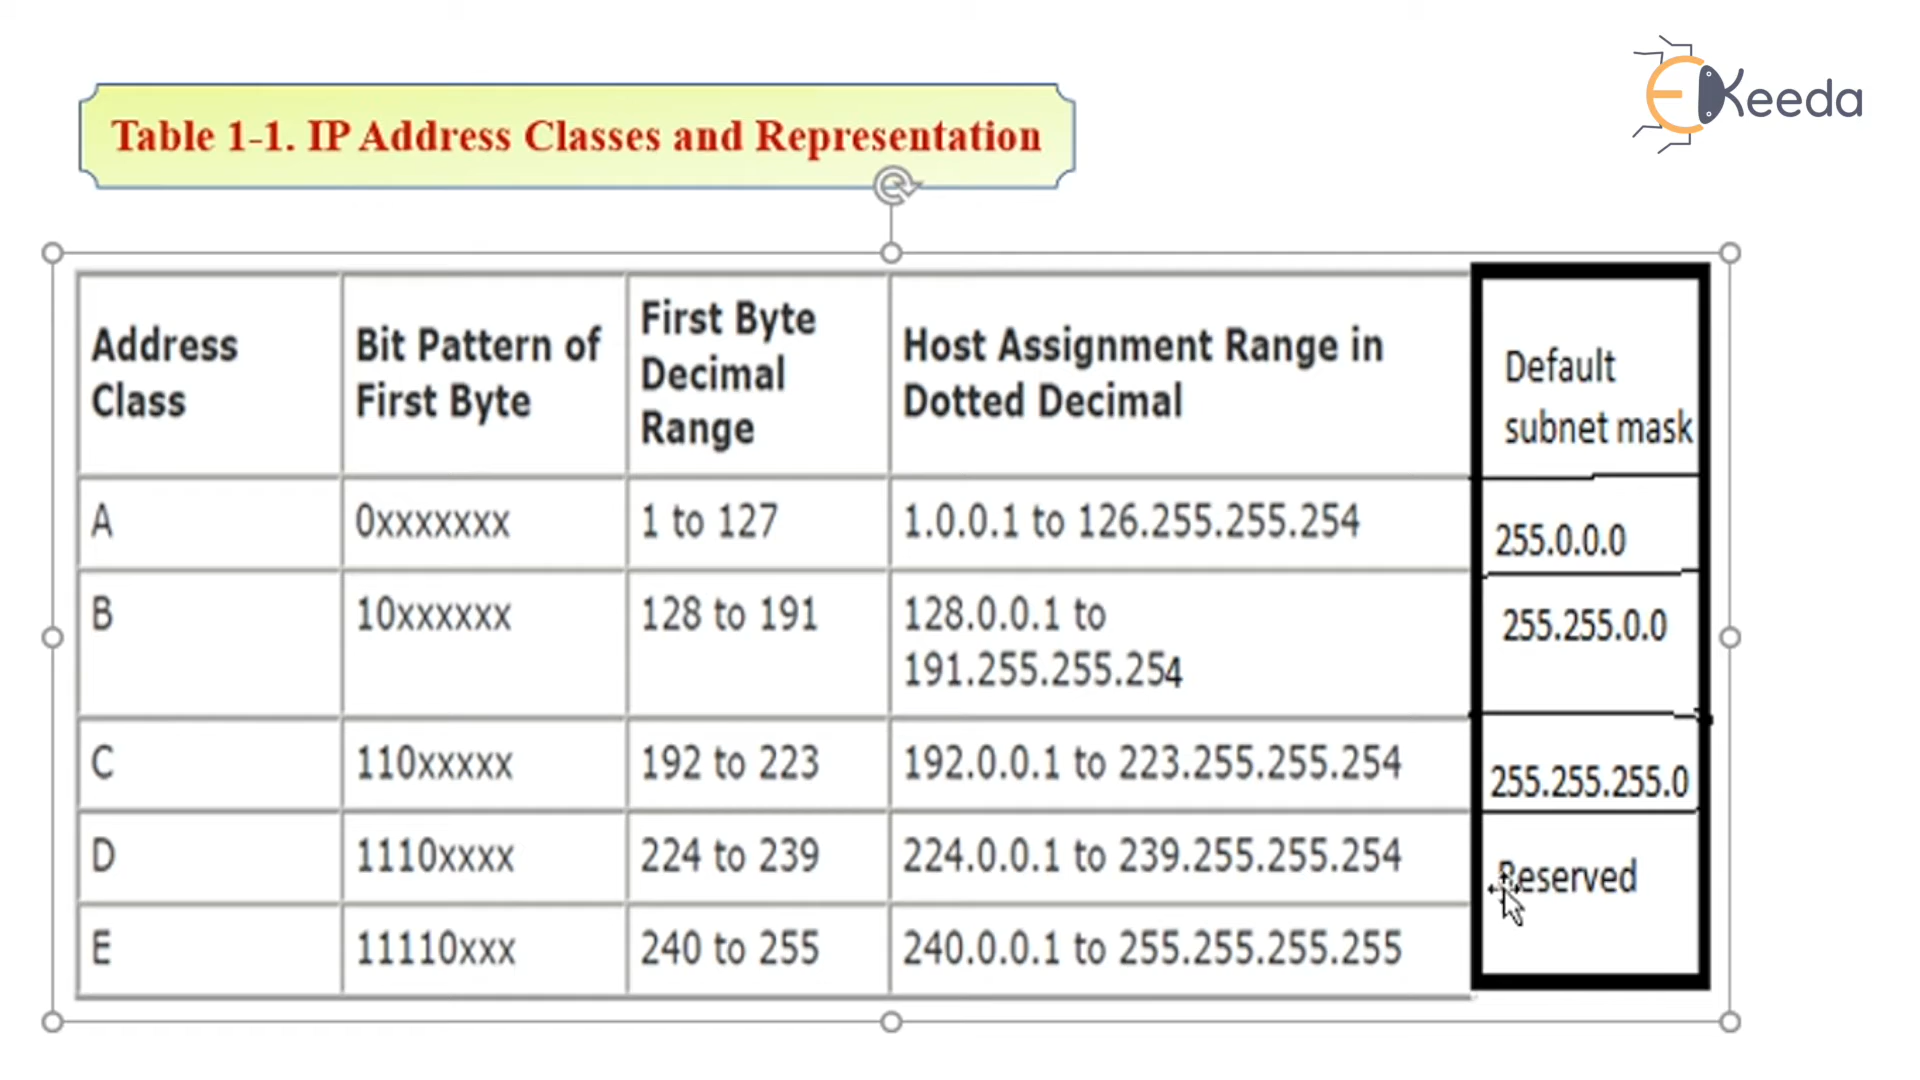 EKeeda
Table 1-1. IP Address Classes and Representation
Address
Class
Bit Pattern of
First Byte
First Byte
Decimal
Range
Host Assignment Range in
Dotted Decimal
Default
subnet mask
A
0xxxxxxx
1 to 127
1.0.0.1 to 126.255.255.254
255.0.0.0
B
10xxxxxx
128 to 191
128.0.0.1 to
191.255.255.254
255.255.0.0
C
110xxxxx
192 to 223
192.0.0.1 to 223.255.255.254
255.255.255.0
D
1110xxxx
224 to 239
224.0.0.1 to 239.255.255.254
Reserved
E
11110xxx
240 to 255
240.0.0.1 to 255.255.255.255